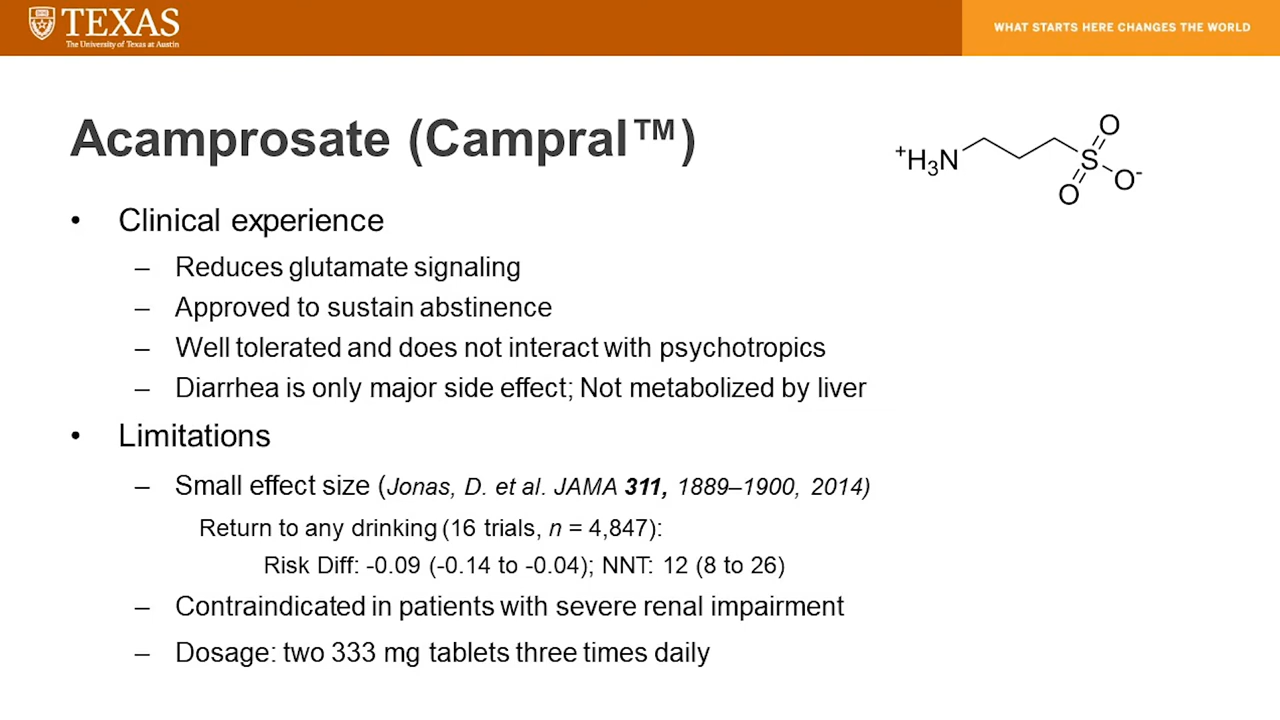 TEXAS
The University of Texas at Austin
WHAT STARTS HERE CHANGES THE WORLD
Acamprosate (Campral™)
+H3N
O
S
O-
O
• Clinical experience
– Reduces glutamate signaling
– Approved to sustain abstinence
– Well tolerated and does not interact with psychotropics
– Diarrhea is only major side effect; Not metabolized by liver
• Limitations
– Small effect size (Jonas, D. et al. JAMA 311, 1889–1900, 2014)
Return to any drinking (16 trials, n = 4,847):
Risk Diff: -0.09 (-0.14 to -0.04); NNT: 12 (8 to 26)
– Contraindicated in patients with severe renal impairment
– Dosage: two 333 mg tablets three times daily